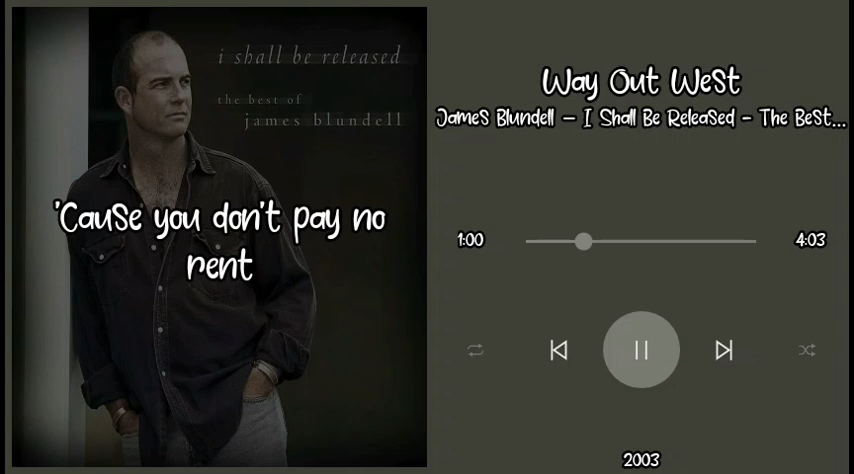 i shall be released
the best of
james blundell
'Cause you don't pay no
rent
Way Out West
James Blundell – I Shall Be Released - The Best...
1:00
4:03
2003